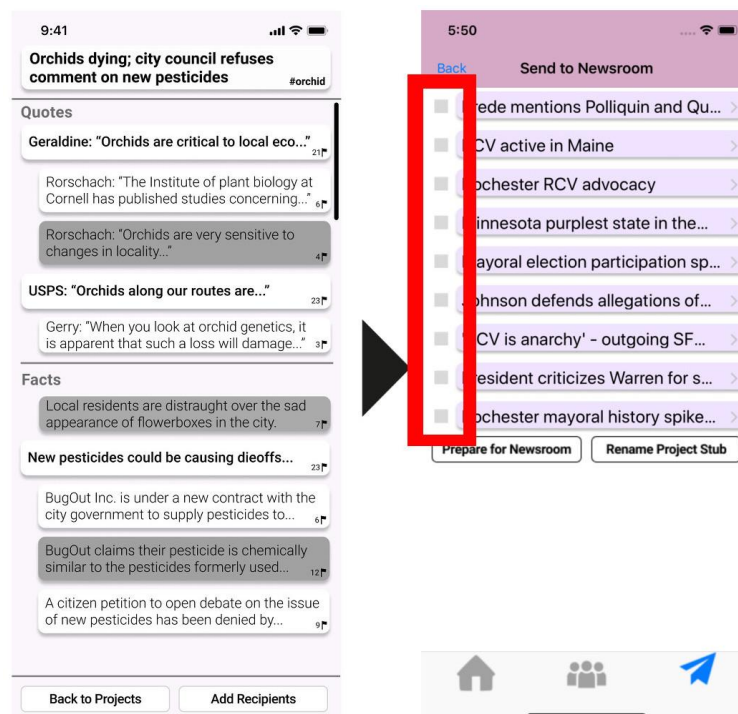 9:41
Orchids dying; city council refuses
comment on new pesticides
#orchid
Quotes
Geraldine: "Orchids are critical to local eco..."
21
Rorschach: "The Institute of plant biology at
Cornell has published studies concerning..."
6
Rorschach: "Orchids are very sensitive to
changes in locality..."
4
USPS: "Orchids along our routes are..."
23
Gerry: "When you look at orchid genetics, it
is apparent that such a loss will damage..."
3
Facts
Local residents are distraught over the sad
appearance of flowerboxes in the city.
7
New pesticides could be causing dieoffs...
23
BugOut Inc. is under a new contract with the
city government to supply pesticides to...
6
BugOut claims their pesticide is chemically
similar to the pesticides formerly used...
12
A citizen petition to open debate on the issue
of new pesticides has been denied by...
9
Back to Projects
Add Recipients
5:50
Back
Send to Newsroom
mentions Polliquin and Qu...
active in Maine
RCV advocacy
purplest state in the...
election participation sp...
defends allegations of...
is anarchy' - outgoing SF...
criticizes Warren for s...
mayoral history spike...
Prepare for Newsroom
Rename Project Stub